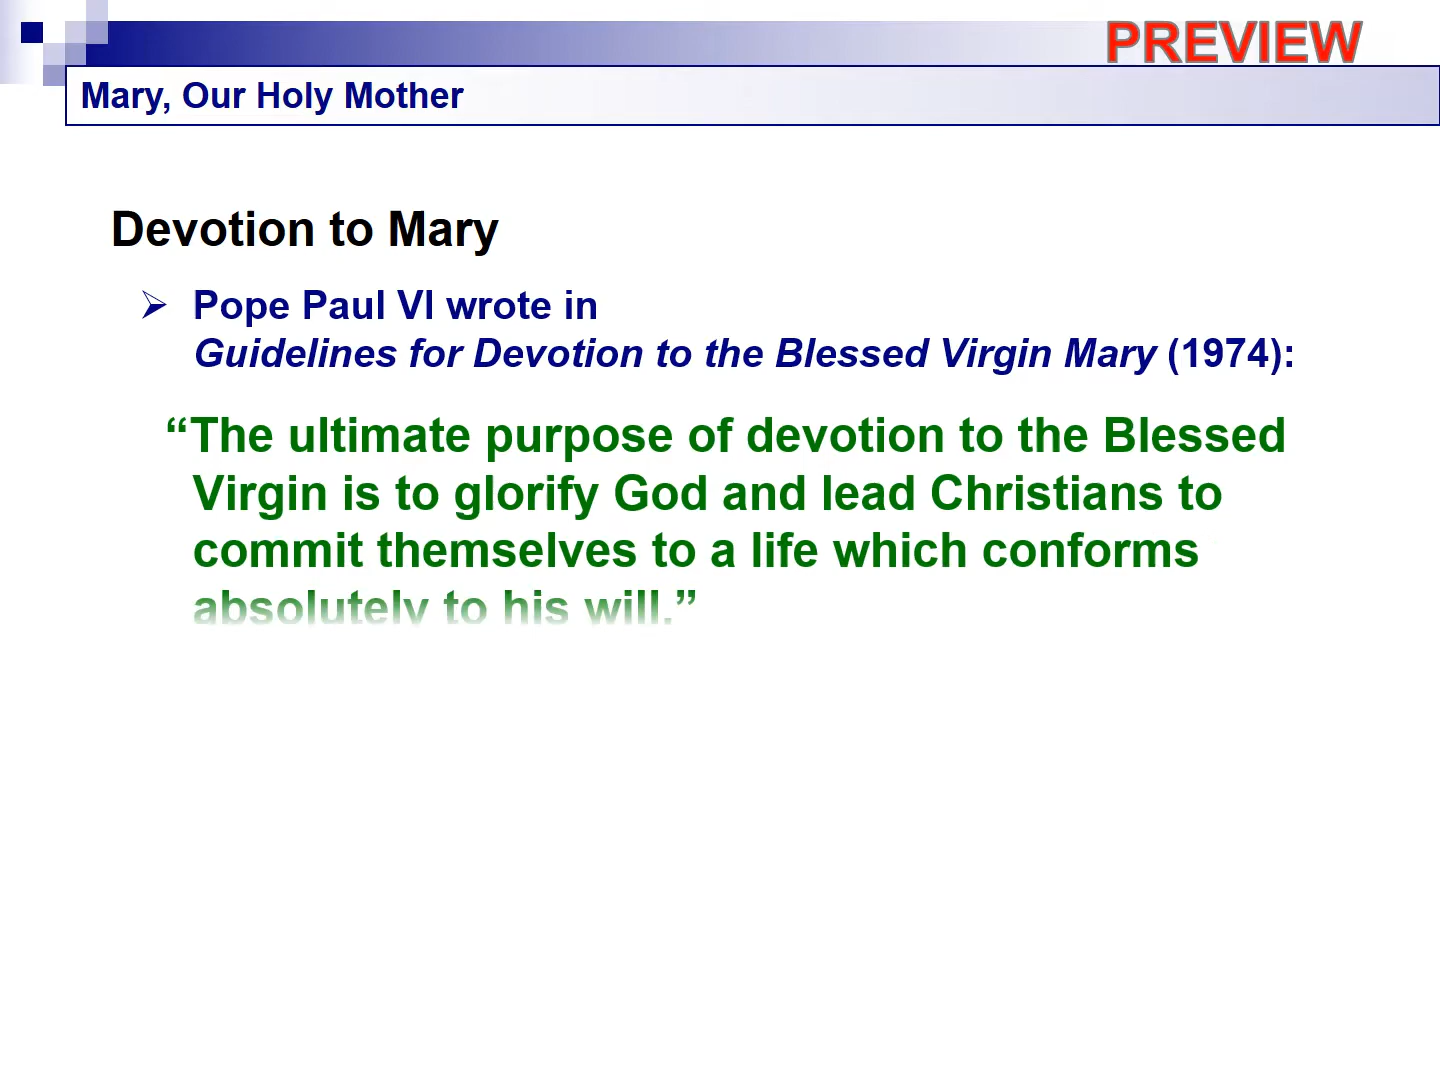 PREVIEW
Mary, Our Holy Mother
Devotion to Mary
➢ Pope Paul VI wrote in
Guidelines for Devotion to the Blessed Virgin Mary (1974):
“The ultimate purpose of devotion to the Blessed
Virgin is to glorify God and lead Christians to
commit themselves to a life which conforms
absolutely to his will.”